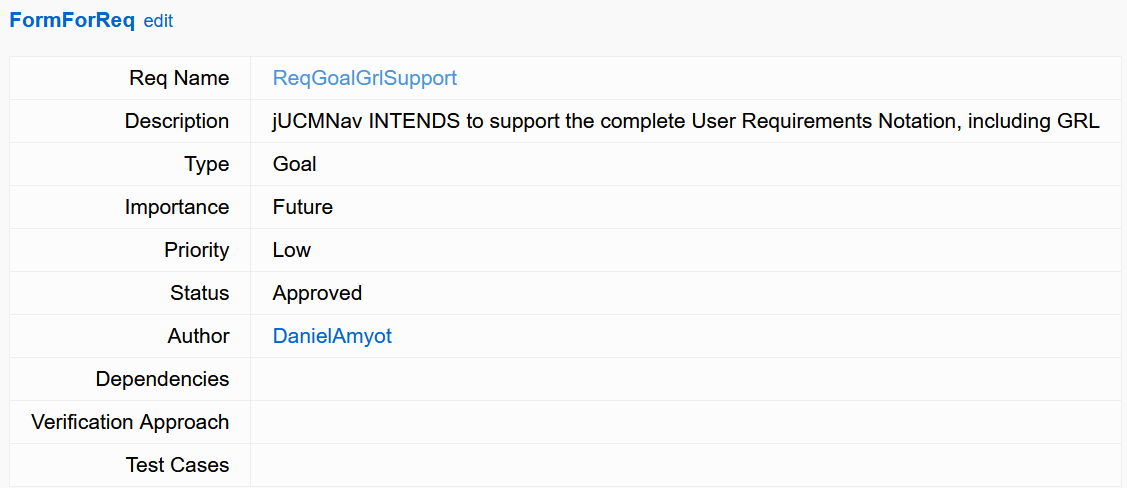 FormForReq edit
Req Name ReqGoalGrlSupport
Description jUCMNav INTENDS to support the complete User Requirements Notation, including GRL
Type Goal
Importance Future
Priority Low
Status Approved
Author DanielAmyot
Dependencies
Verification Approach
Test Cases